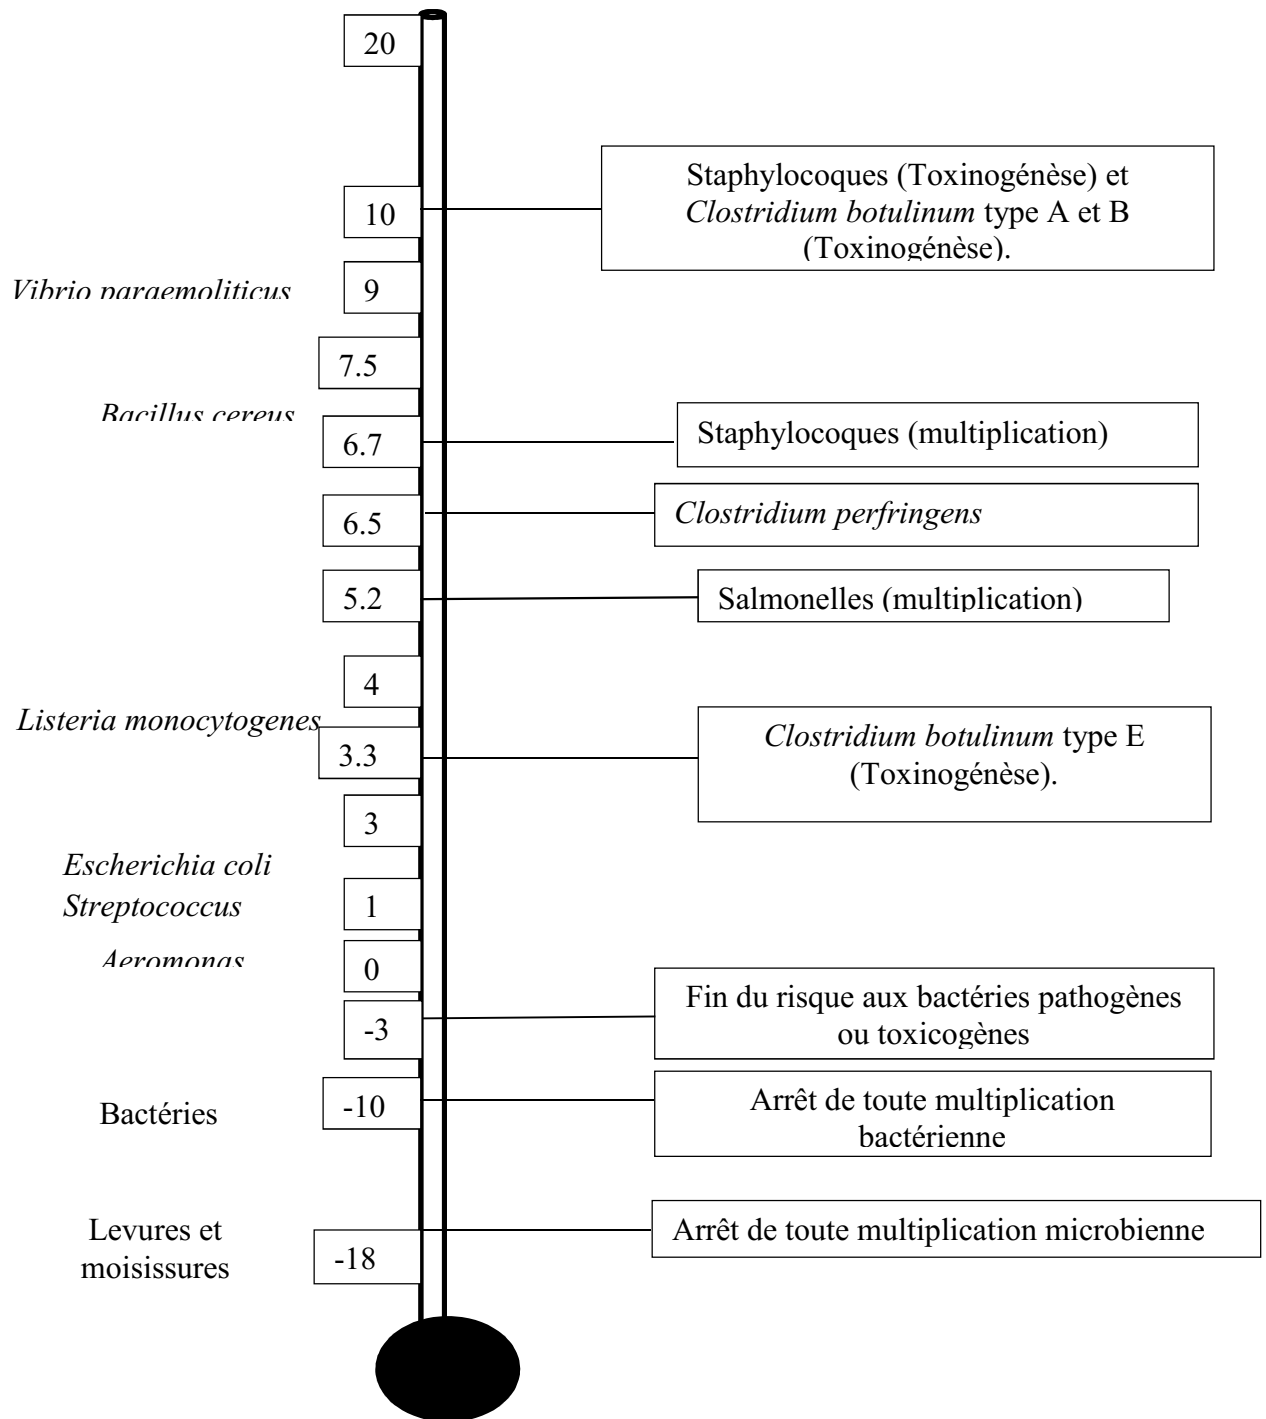 20
Staphylocoques (Toxinogénèse) et
Clostridium botulinum type A et B
(Toxinogénèse).
10
Vibrio paraemoliticus
9
7.5
Bacillus cereus
6.7
Staphylocoques (multiplication)
6.5
Clostridium perfringens
5.2
Salmonelles (multiplication)
4
Listeria monocytogenes
3.3
Clostridium botulinum type E
(Toxinogénèse).
3
Escherichia coli
Streptococcus
1
Aeromonas
0
-3
Fin du risque aux bactéries pathogènes
ou toxicogènes
-10
Bactéries
Arrêt de toute multiplication
bactérienne
Levures et
moisissures
-18
Arrêt de toute multiplication microbienne